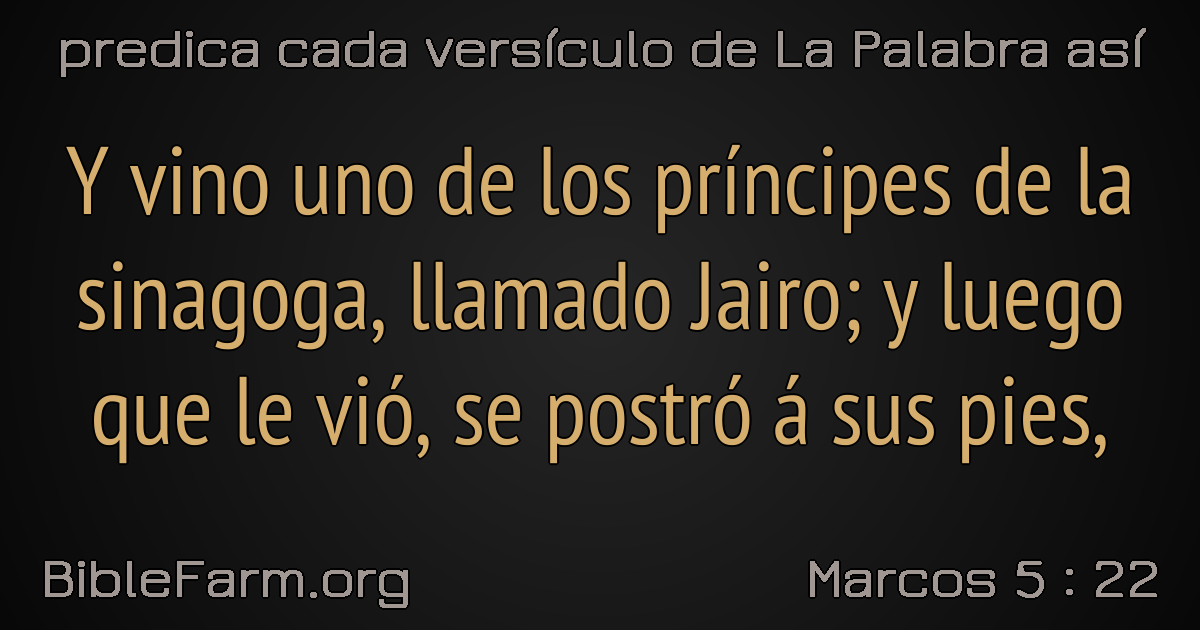 predica cada versículo de La Palabra así
Y vino uno de los príncipes de la
sinagoga, llamado Jairo; y luego
que le vió, se postró á sus pies,
BibleFarm.org
Marcos 5 : 22